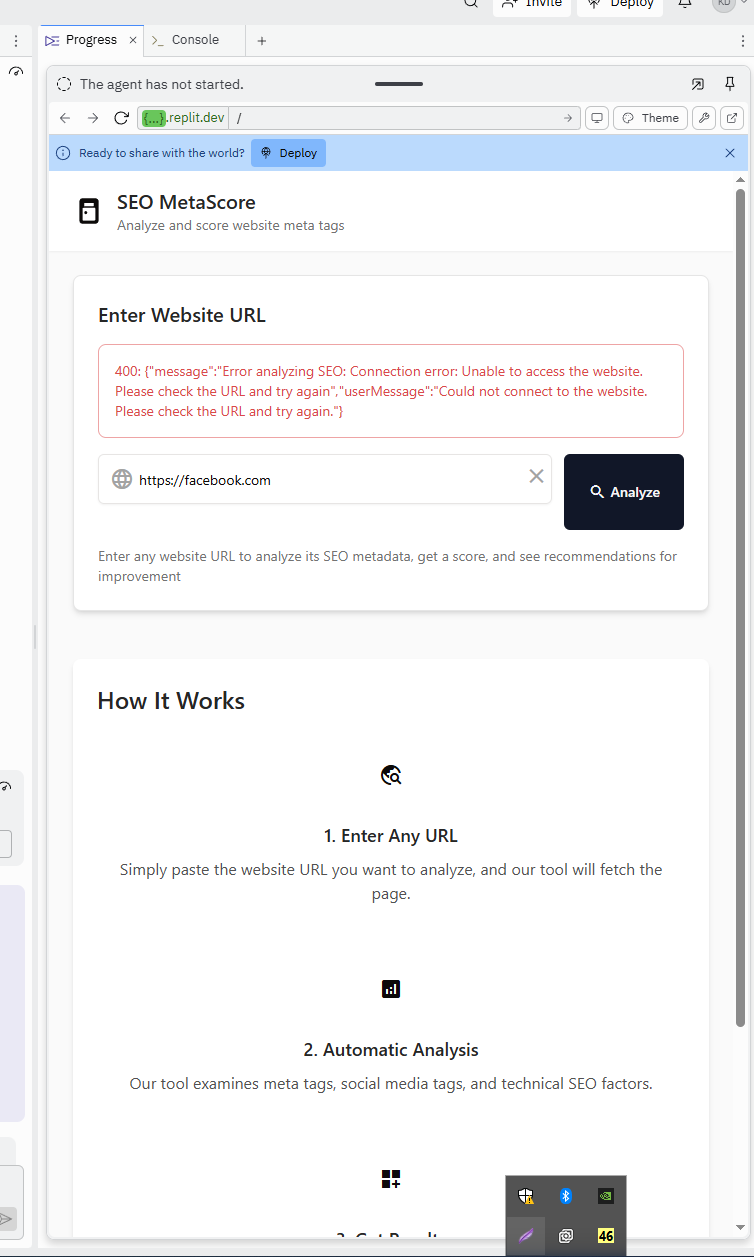 Invite
Deploy
KD
Progress
Console
The agent has not started.
{...}.replit.dev
/
Theme
Ready to share with the world?
Deploy
SEO MetaScore
Analyze and score website meta tags
Enter Website URL
400: {"message":"Error analyzing SEO: Connection error: Unable to access the website.
Please check the URL and try again","userMessage":"Could not connect to the website.
Please check the URL and try again."}
https://facebook.com
Analyze
Enter any website URL to analyze its SEO metadata, get a score, and see recommendations for
improvement
How It Works
1. Enter Any URL
Simply paste the website URL you want to analyze, and our tool will fetch the
page.
2. Automatic Analysis
Our tool examines meta tags, social media tags, and technical SEO factors.
46